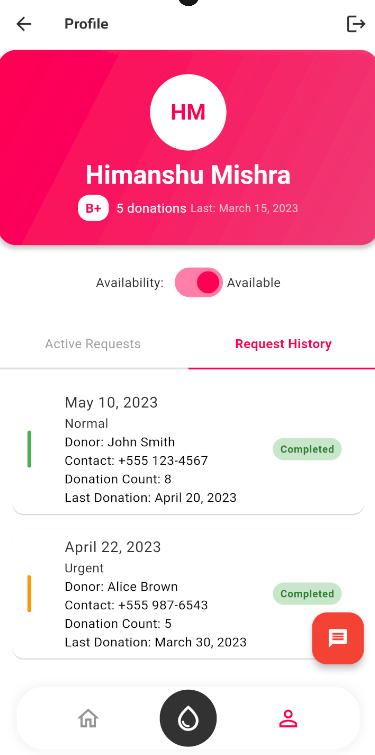 Profile
HM
Himanshu Mishra
B+ 5 donations Last: March 15, 2023
Availability: Available
Active Requests Request History
May 10, 2023
Normal
Donor: John Smith
Contact: +555 123-4567
Donation Count: 8
Last Donation: April 20, 2023
Completed
April 22, 2023
Urgent
Donor: Alice Brown
Contact: +555 987-6543
Donation Count: 5
Last Donation: March 30, 2023
Completed